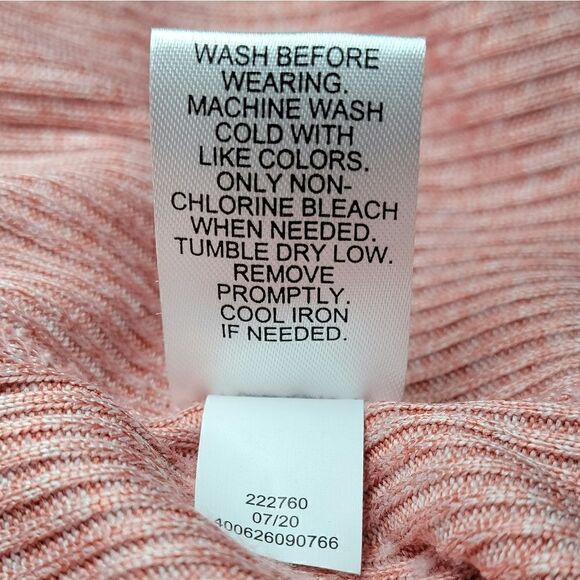 WASH BEFORE
WEARING.
MACHINE WASH
COLD WITH
LIKE COLORS.
ONLY NON-
CHLORINE BLEACH
WHEN NEEDED.
TUMBLE DRY LOW.
REMOVE
PROMPTLY.
COOL IRON
IF NEEDED.
222760
07/20
400626090766